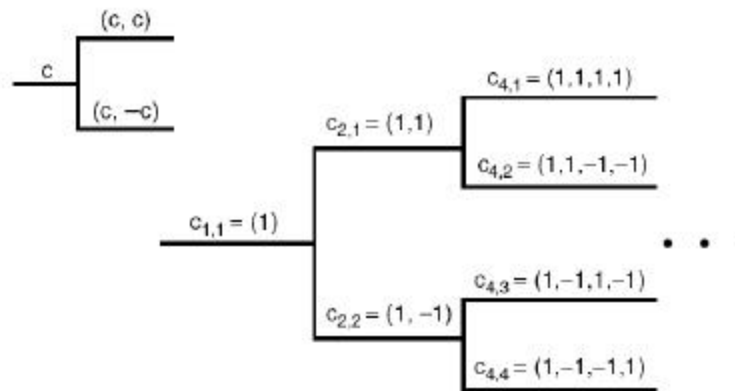 (c, c)
c
(c, −c)
c4,1 = (1,1,1,1)
c2,1 = (1,1)
c4,2 = (1,1,-1,-1)
c1,1 = (1)
c4,3 = (1,-1,1,-1)
c2,2 = (1, -1)
c4,4 = (1,-1,-1,1)